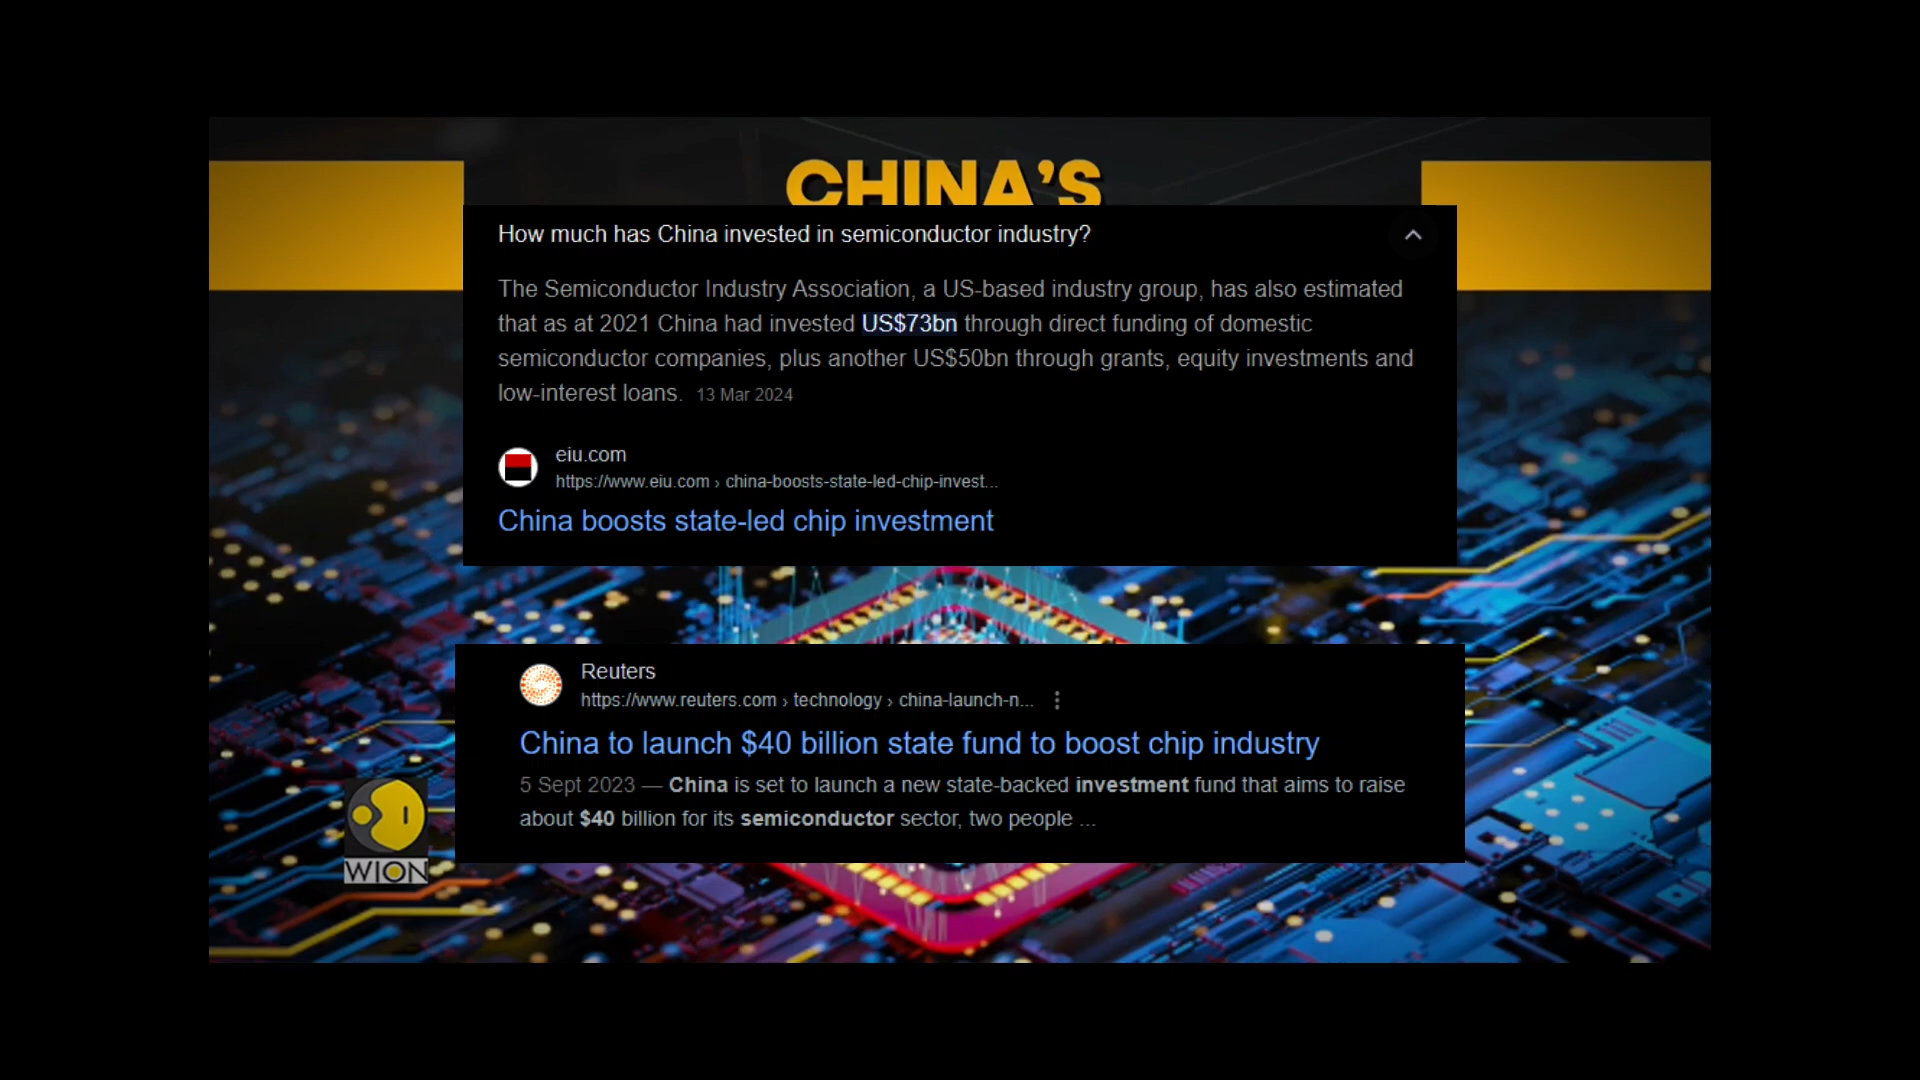 CHINA'S
How much has China invested in semiconductor industry?
The Semiconductor Industry Association, a US-based industry group, has also estimated
that as at 2021 China had invested US$73bn through direct funding of domestic
semiconductor companies, plus another US$50bn through grants, equity investments and
low-interest loans. 13 Mar 2024
eiu.com
https://www.eiu.com › china-boosts-state-led-chip-invest...
China boosts state-led chip investment
Reuters
https://www.reuters.com › technology › china-launch-n...
China to launch $40 billion state fund to boost chip industry
5 Sept 2023 — China is set to launch a new state-backed investment fund that aims to raise
about $40 billion for its semiconductor sector, two people ...
WION